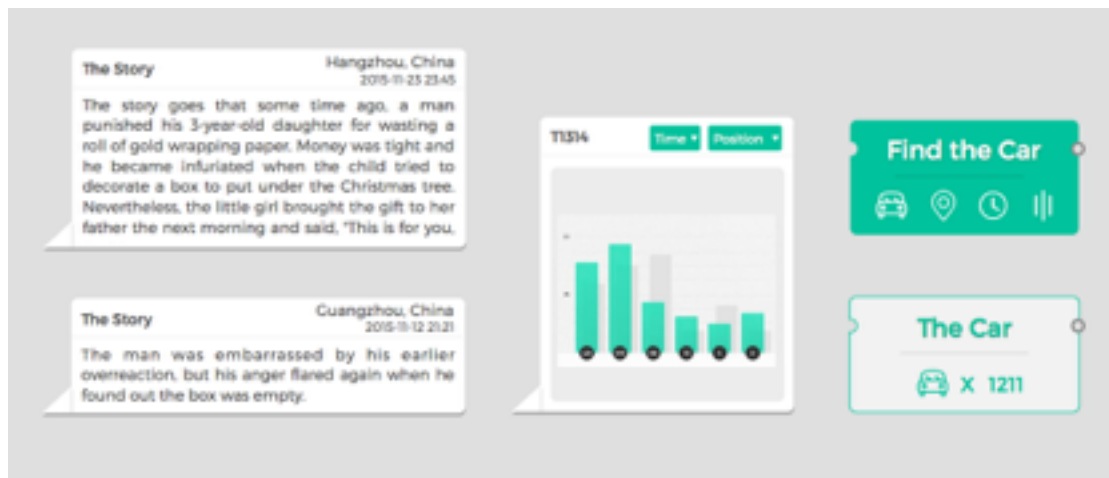 The Story
Hangzhou, China
2015-11-23 23:45
The story goes that some time ago, a man
punished his 3-year-old daughter for wasting a
roll of gold wrapping paper. Money was tight and
he became infuriated when the child tried to
decorate a box to put under the Christmas tree.
Nevertheless, the little girl brought the gift to her
father the next morning and said, "This is for you,
The Story
Guangzhou, China
2015-11-12 21:21
The man was embarrassed by his earlier
overreaction, but his anger flared again when he
found out the box was empty.
T1314
Time
Position
Find the Car
The Car
X 1211